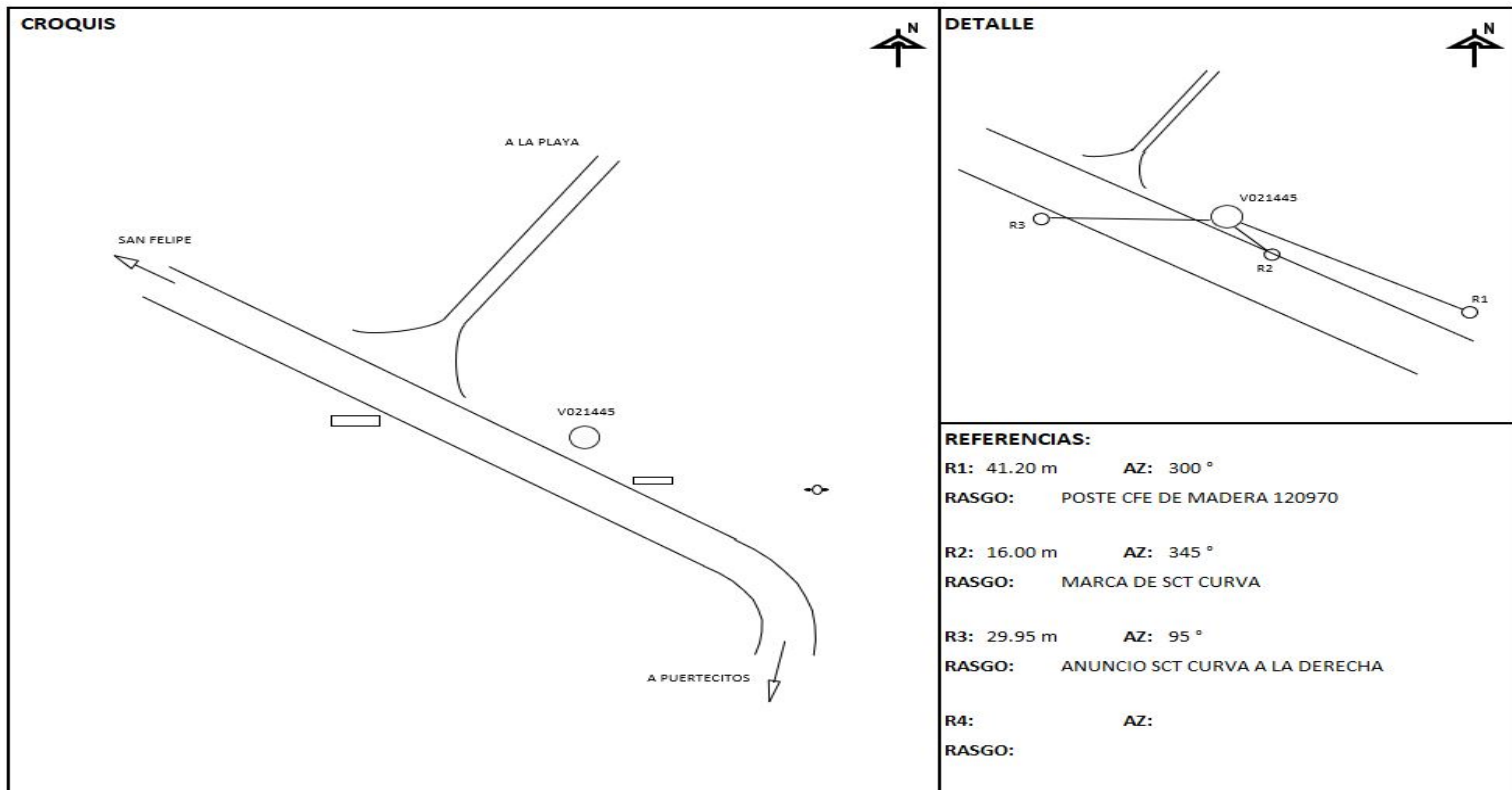 CROQUIS
N
A LA PLAYA
SAN FELIPE
V021445
A PUERTECITOS
DETALLE
N
V021445
R3
R2
R1
REFERENCIAS:
R1: 41.20 m AZ: 300 °
RASGO: POSTE CFE DE MADERA 120970
R2: 16.00 m AZ: 345 °
RASGO: MARCA DE SCT CURVA
R3: 29.95 m AZ: 95 °
RASGO: ANUNCIO SCT CURVA A LA DERECHA
R4: AZ:
RASGO: